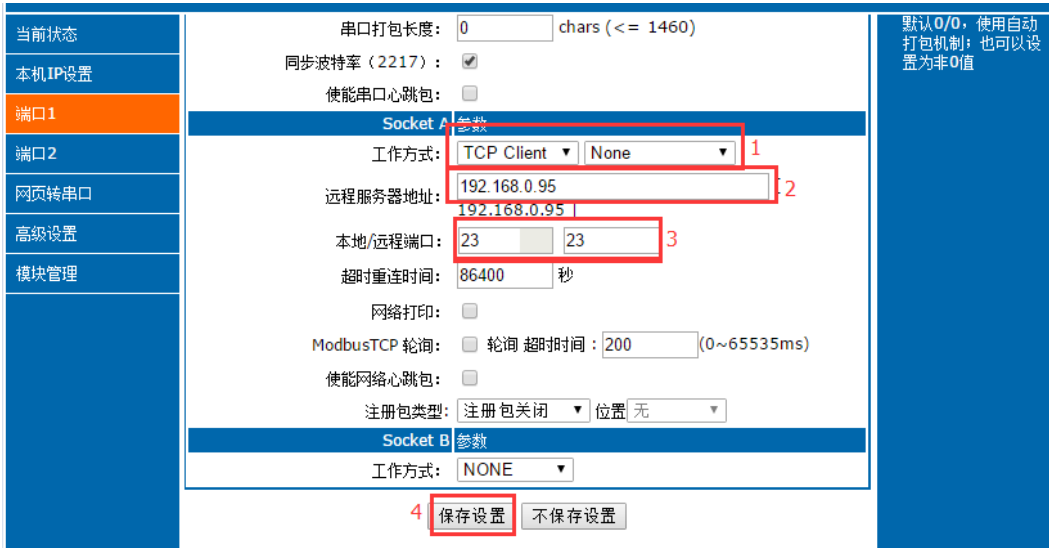 当前状态
本机IP设置
端口1
端口2
网页转串口
高级设置
模块管理
串口打包长度： 0 chars (<= 1460)
同步波特率（2217）：
使能串口心跳包：
Socket A 参数
工作方式： TCP Client None 1
远程服务器地址： 192.168.0.95 2
192.168.0.95
本地/远程端口： 23 23 3
超时重连时间： 86400 秒
网络打印：
ModbusTCP 轮询： 轮询 超时时间：200 (0~65535ms)
使能网络心跳包：
注册包类型: 注册包关闭 位置 无
Socket B 参数
工作方式： NONE
4 保存设置 不保存设置
默认0/0，使用自动
打包机制；也可以设
置为非0值